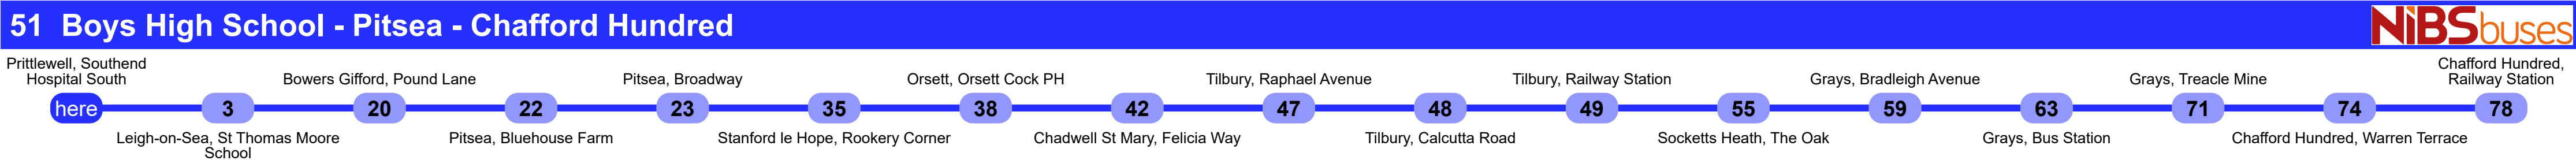 51 Boys High School - Pitsea - Chafford Hundred
NIBSbuses
Prittlewell, Southend
Hospital South
here
Leigh-on-Sea, St Thomas Moore
School
3
Bowers Gifford, Pound Lane
20
Pitsea, Bluehouse Farm
22
Pitsea, Broadway
23
Stanford le Hope, Rookery Corner
35
Orsett, Orsett Cock PH
38
Chadwell St Mary, Felicia Way
42
Tilbury, Raphael Avenue
47
Tilbury, Calcutta Road
48
Tilbury, Railway Station
49
Socketts Heath, The Oak
55
Grays, Bradleigh Avenue
59
Grays, Bus Station
63
Grays, Treacle Mine
71
Chafford Hundred, Warren Terrace
74
Chafford Hundred,
Railway Station
78